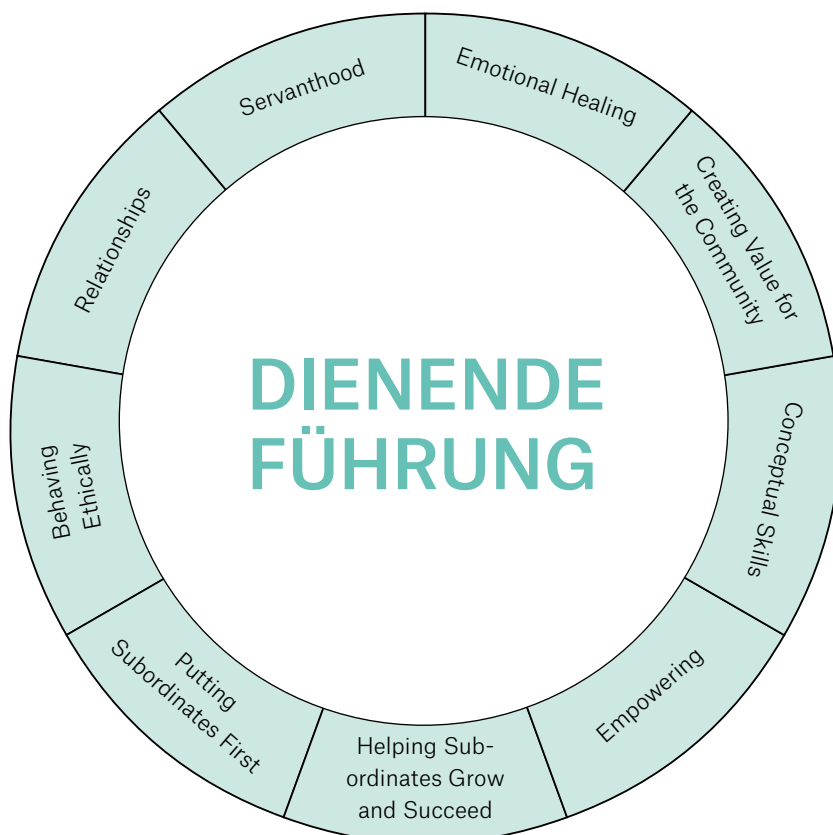 DIENENDE
FÜHRUNG
Emotional Healing
Creating Value for
the Community
Conceptual Skills
Empowering
Helping Sub-
ordinates Grow
and Succeed
Putting
Subordinates First
Behaving
Ethically
Relationships
Servanthood